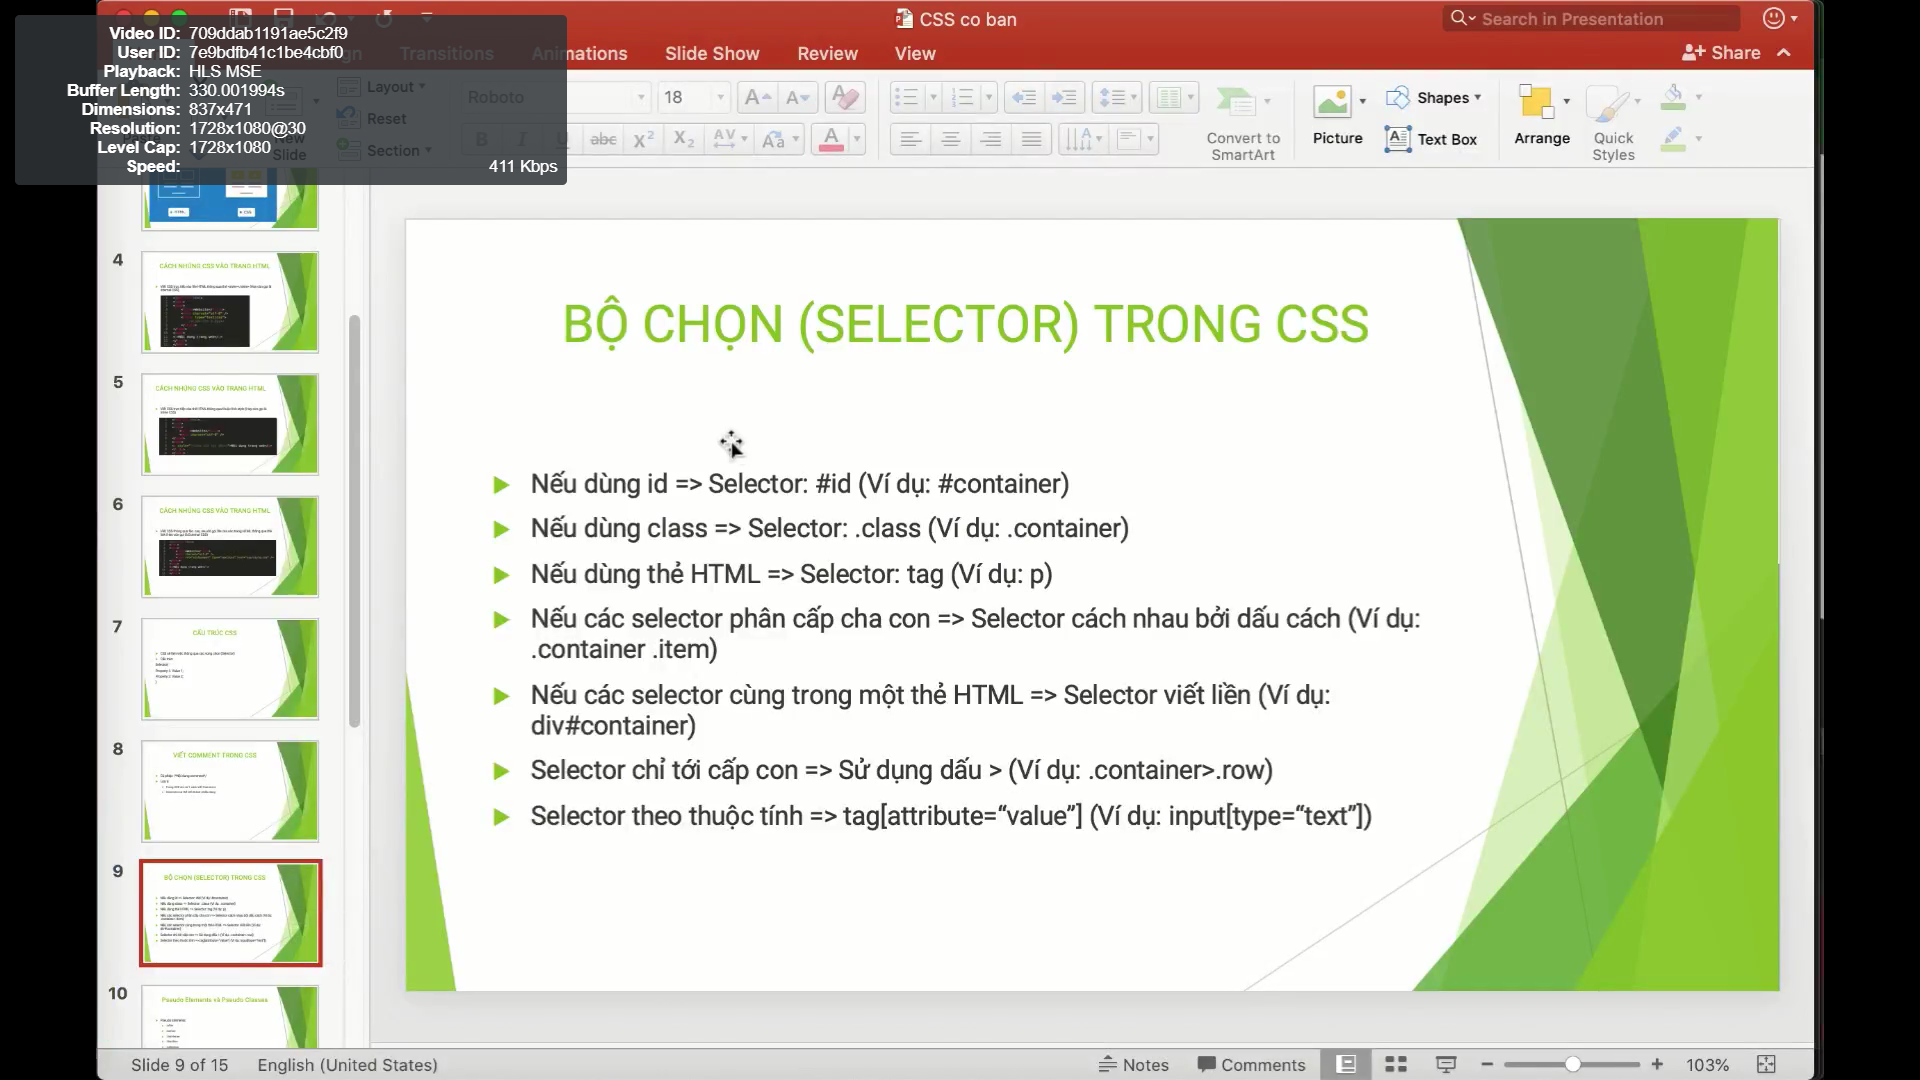 CSS co ban
Search in Presentation
Video ID: 709ddab1191ae5c2f9
User ID: 7e9bdfb41c1be4cbf0
Playback: HLS MSE
Buffer Length: 330.001994s
Dimensions: 837x471
Resolution: 1728x1080@30
Level Cap: 1728x1080
Speed: 411 Kbps
Transitions Animations Slide Show Review View
Share
Layout
Reset
Section
New
Slide
Roboto
18
Convert to
SmartArt
Picture
Shapes
Text Box
Arrange
Quick
Styles
4
CÁCH NHÚNG CSS VÀO TRANG HTML
5
CÁCH NHÚNG CSS VÀO TRANG HTML
6
CÁCH NHÚNG CSS VÀO TRANG HTML
7
CẤU TRÚC CSS
8
VIẾT COMMENT TRONG CSS
9
BỘ CHỌN (SELECTOR) TRONG CSS
10
Pseudo Elements và Pseudo Classes
BỘ CHỌN (SELECTOR) TRONG CSS
Nếu dùng id => Selector: #id (Ví dụ: #container)
Nếu dùng class => Selector: .class (Ví dụ: .container)
Nếu dùng thẻ HTML => Selector: tag (Ví dụ: p)
Nếu các selector phân cấp cha con => Selector cách nhau bởi dấu cách (Ví dụ:
.container .item)
Nếu các selector cùng trong một thẻ HTML => Selector viết liền (Ví dụ:
div#container)
Selector chỉ tới cấp con => Sử dụng dấu > (Ví dụ: .container>.row)
Selector theo thuộc tính => tag[attribute=“value”] (Ví dụ: input[type=“text”])
Slide 9 of 15
English (United States)
Notes
Comments
103%